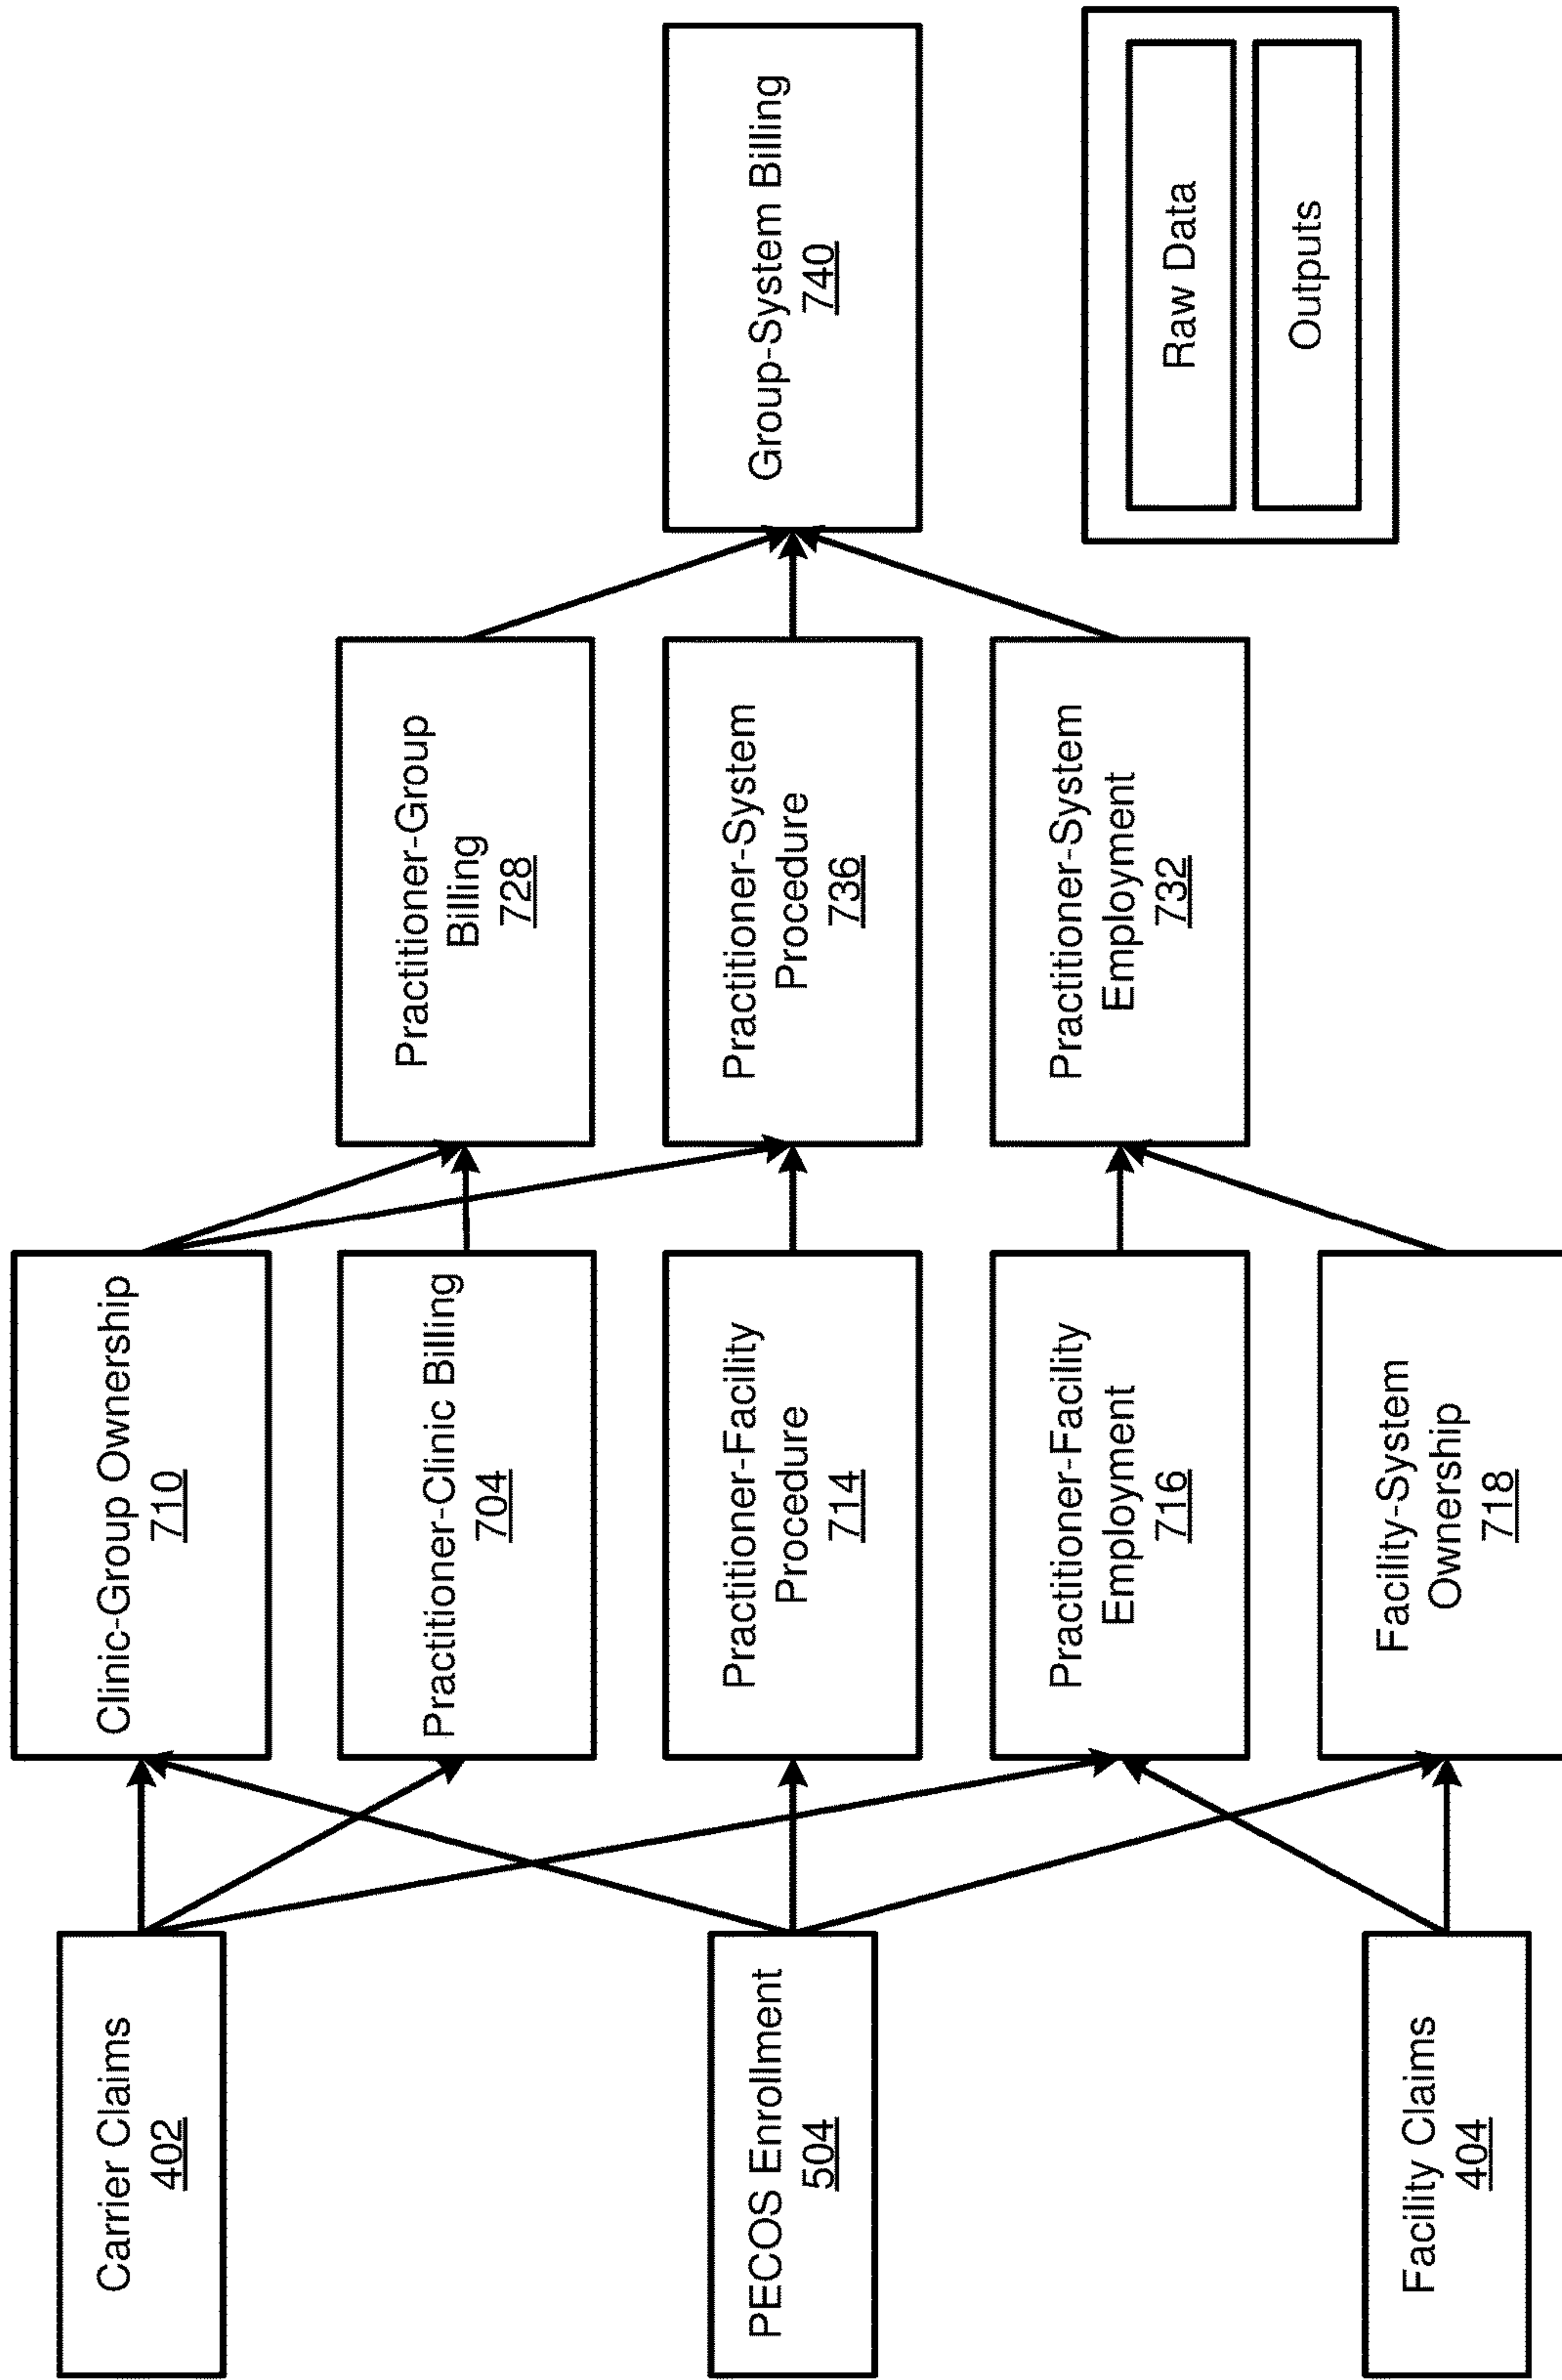 Carrier Claims
402
PECOS Enrollment
504
Facility Claims
404
Clinic-Group Ownership
710
Practitioner-Clinic Billing
704
Practitioner-Facility
Procedure
714
Practitioner-Facility
Employment
716
Facility-System
Ownership
718
Practitioner-Group
Billing
728
Practitioner-System
Procedure
736
Practitioner-System
Employment
732
Group-System Billing
740
Raw Data
Outputs